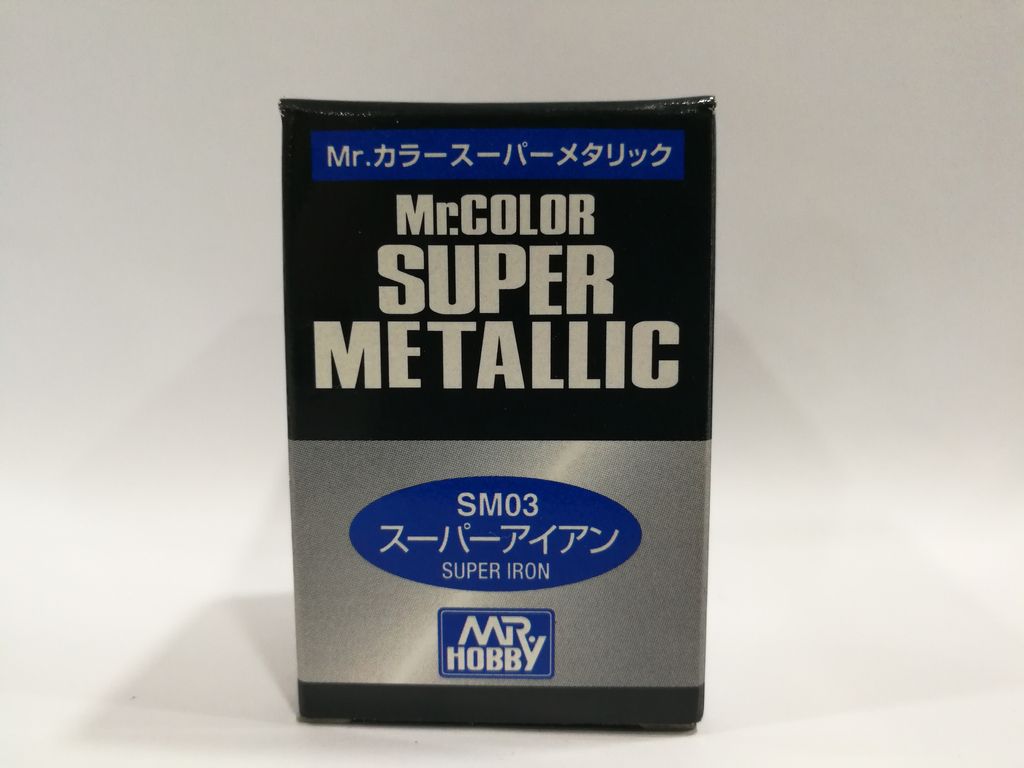 Mr.カラースーパーメタリック
Mr.COLOR
SUPER
METALLIC
SM03
スーパーアイアン
SUPER IRON
MR.
HOBBY